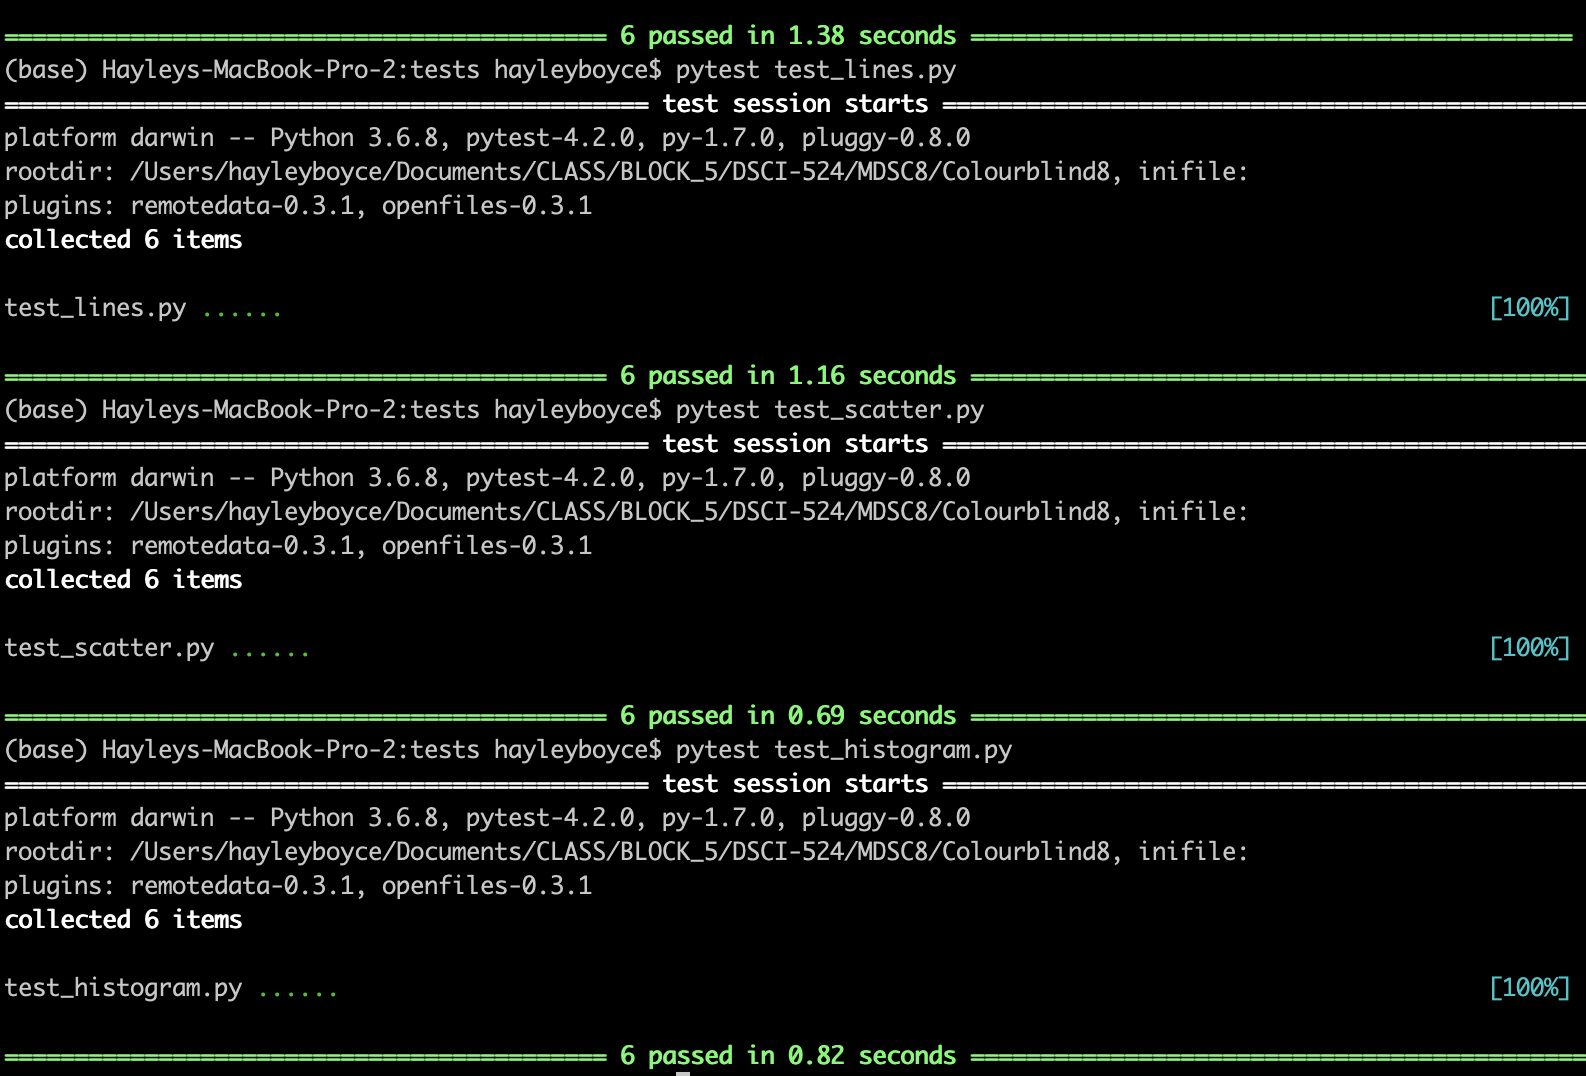 ======================================== 6 passed in 1.38 seconds ========================================
(base) Hayleys-MacBook-Pro-2:tests hayleyboyce$ pytest test_lines.py
============================================ test session starts ============================================
platform darwin -- Python 3.6.8, pytest-4.2.0, py-1.7.0, pluggy-0.8.0
rootdir: /Users/hayleyboyce/Documents/CLASS/BLOCK_5/DSCI-524/MDSC8/Colourblind8, inifile:
plugins: remotedata-0.3.1, openfiles-0.3.1
collected 6 items
test_lines.py ...... [100%]
======================================== 6 passed in 1.16 seconds ========================================
(base) Hayleys-MacBook-Pro-2:tests hayleyboyce$ pytest test_scatter.py
============================================ test session starts ============================================
platform darwin -- Python 3.6.8, pytest-4.2.0, py-1.7.0, pluggy-0.8.0
rootdir: /Users/hayleyboyce/Documents/CLASS/BLOCK_5/DSCI-524/MDSC8/Colourblind8, inifile:
plugins: remotedata-0.3.1, openfiles-0.3.1
collected 6 items
test_scatter.py ...... [100%]
======================================== 6 passed in 0.69 seconds ========================================
(base) Hayleys-MacBook-Pro-2:tests hayleyboyce$ pytest test_histogram.py
============================================ test session starts ============================================
platform darwin -- Python 3.6.8, pytest-4.2.0, py-1.7.0, pluggy-0.8.0
rootdir: /Users/hayleyboyce/Documents/CLASS/BLOCK_5/DSCI-524/MDSC8/Colourblind8, inifile:
plugins: remotedata-0.3.1, openfiles-0.3.1
collected 6 items
test_histogram.py ...... [100%]
======================================== 6 passed in 0.82 seconds ========================================